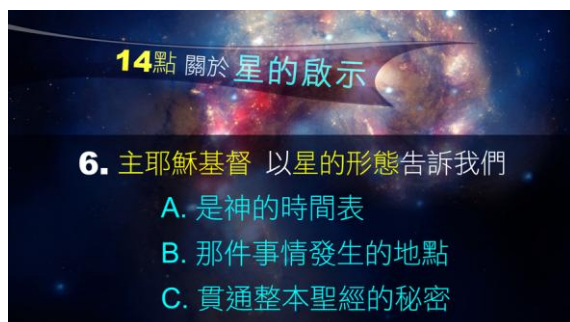 14點 關於 星的啟示
6. 主耶穌基督 以星的形態告訴我們
A. 是神的時間表
B. 那件事情發生的地點
C. 貫通整本聖經的秘密